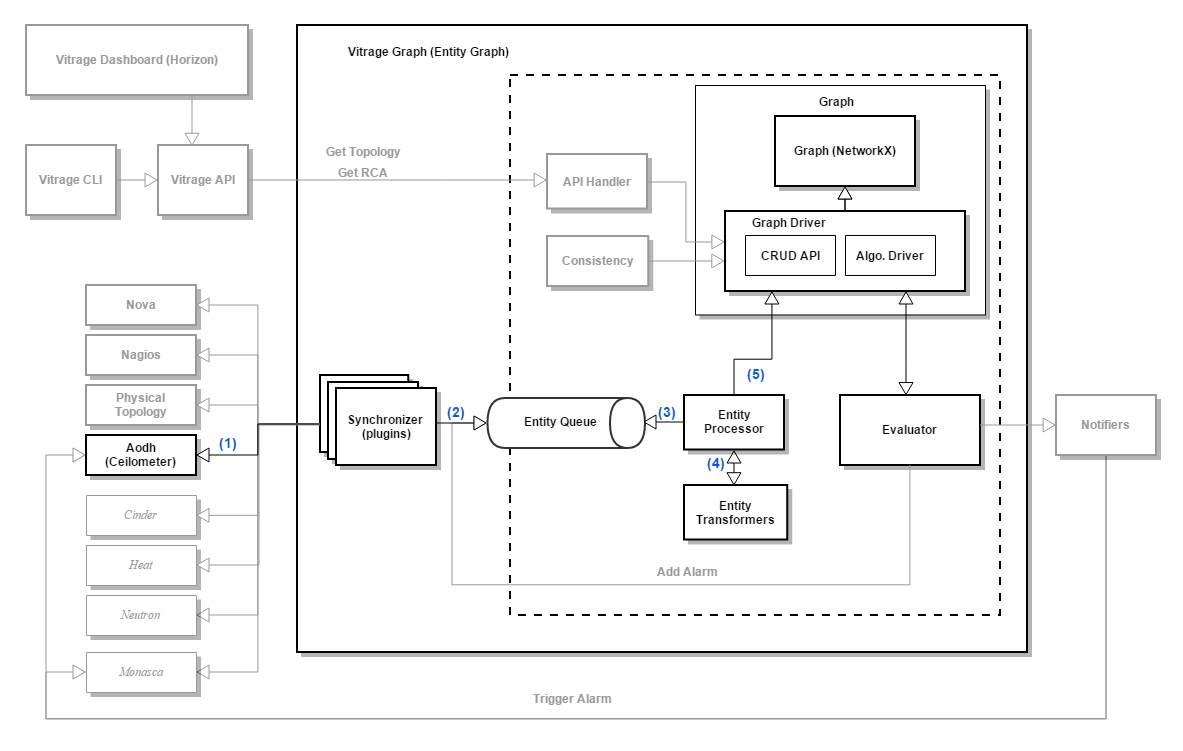 Vitrage Dashboard (Horizon)
Vitrage Graph (Entity Graph)
Graph
Graph (NetworkX)
Vitrage CLI
Vitrage API
Get Topology
Get RCA
API Handler
Graph Driver
CRUD API
Algo. Driver
Consistency
Nova
Nagios
Physical
Topology
Aodh
(Ceilometer)
(1)
Cinder
Heat
Neutron
Monasca
Synchronizer
(plugins)
(2)
Entity Queue
(3)
Entity
Processor
(5)
(4)
Entity
Transformers
Evaluator
Notifiers
Add Alarm
Trigger Alarm